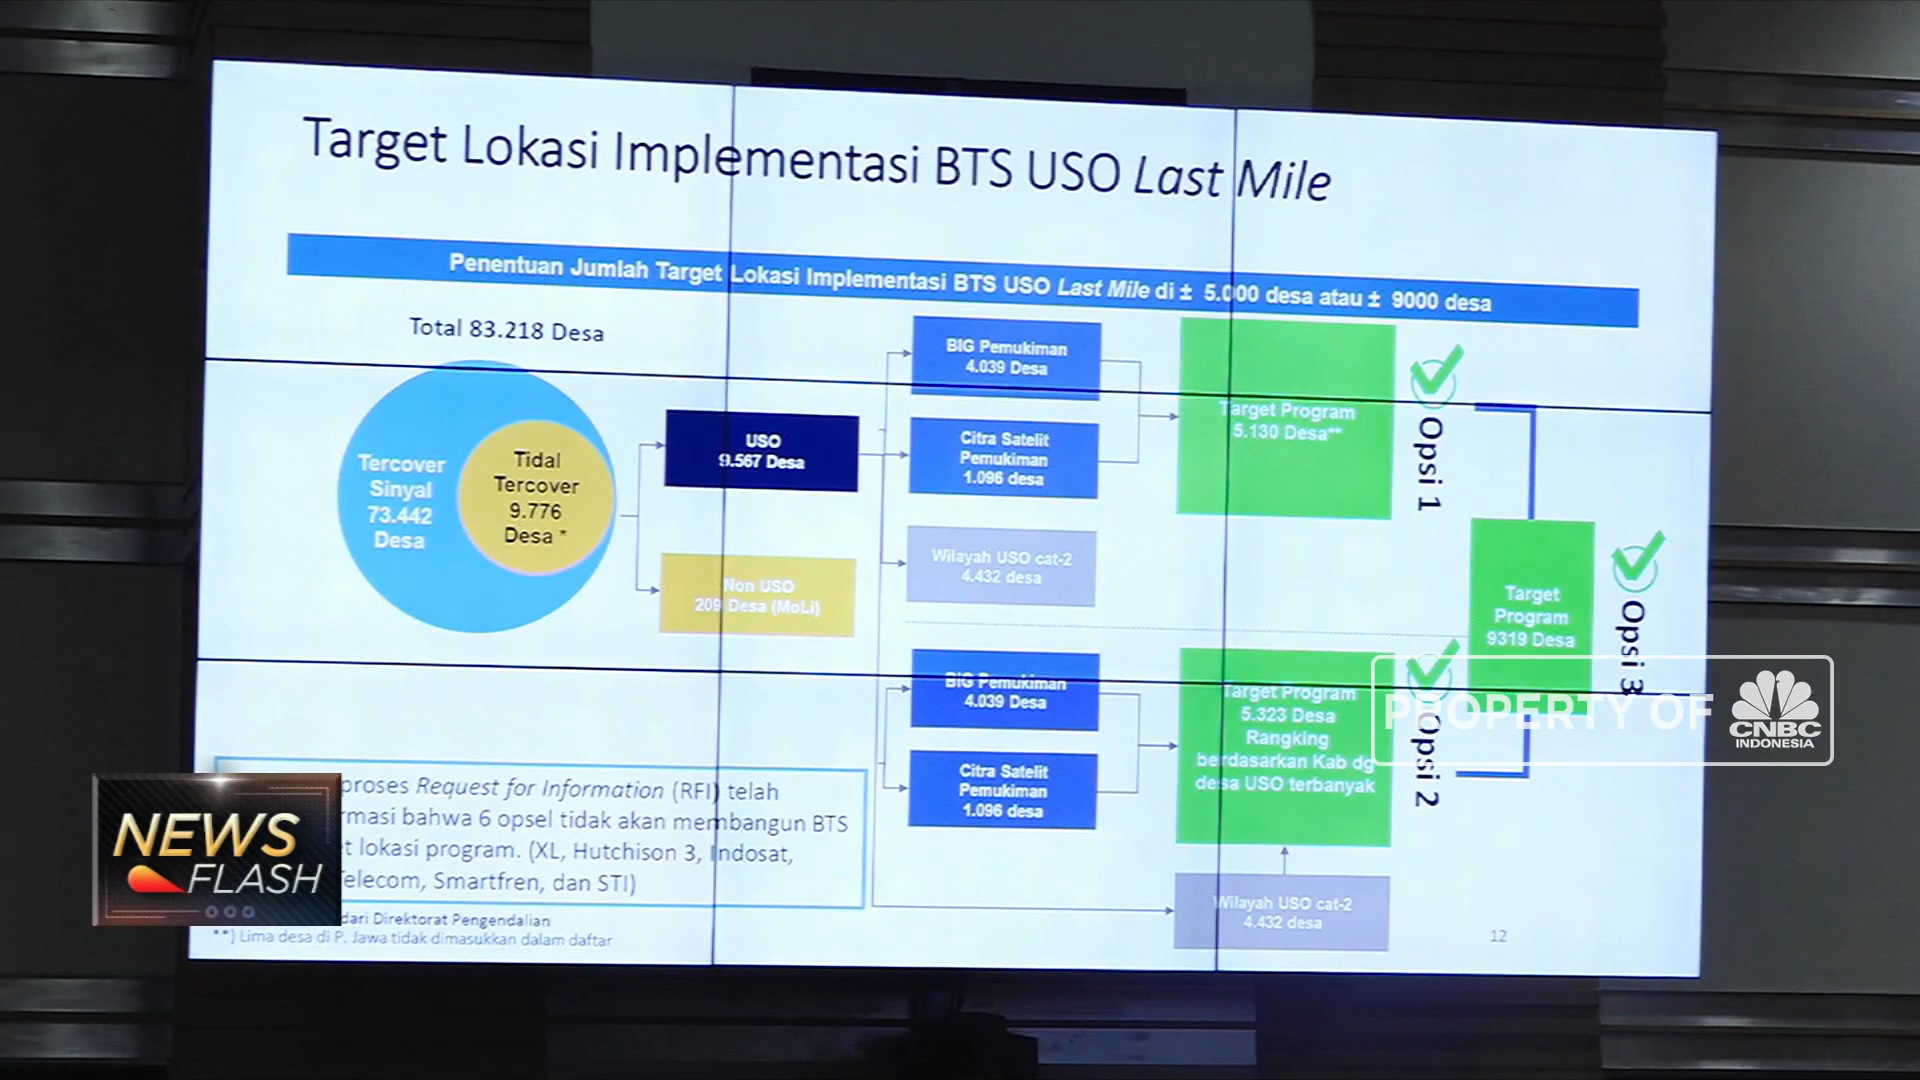 Target Lokasi Implementasi BTS USO Last Mile
Penentuan Jumlah Target Lokasi Implementasi BTS USO Last Mile di ± 5.000 desa atau ± 9000 desa
Total 83.218 Desa
Tercover
Sinyal
73.442
Desa
Tidal
Tercover
9.776
Desa *
USO
9.567 Desa
Non USO
209 Desa (MoLi)
BIG Pemukiman
4.039 Desa
Citra Satelit
Pemukiman
1.096 desa
Wilayah USO cat-2
4.432 desa
Target Program
5.130 Desa**
Opsi 1
BIG Pemukiman
4.039 Desa
Citra Satelit
Pemukiman
1.096 desa
Target Program
5.323 Desa
Rangking
berdasarkan Kab dg
desa USO terbanyak
Opsi 2
Wilayah USO cat-2
4.432 desa
Target
Program
9319 Desa
Opsi 3
proses Request for Information (RFI) telah
rmasi bahwa 6 opsel tidak akan membangun BTS
et lokasi program. (XL, Hutchison 3, Indosat,
Telecom, Smartfren, dan STI)
dari Direktorat Pengendalian
**) Lima desa di P. Jawa tidak dimasukkan dalam daftar
12
NEWS
FLASH
PROPERTY OF
CNBC
INDONESIA